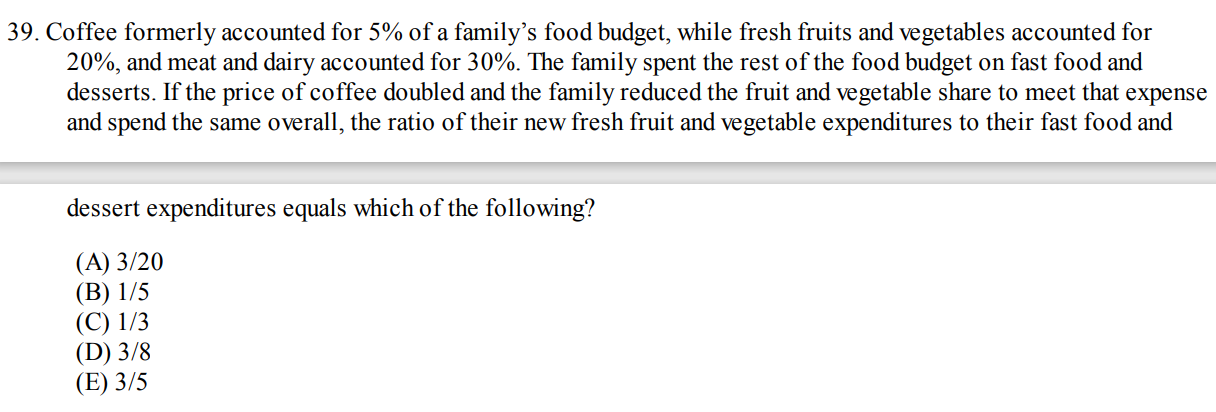 39. Coffee formerly accounted for 5% of a family’s food budget, while fresh fruits and vegetables accounted for
20%, and meat and dairy accounted for 30%. The family spent the rest of the food budget on fast food and
desserts. If the price of coffee doubled and the family reduced the fruit and vegetable share to meet that expense
and spend the same overall, the ratio of their new fresh fruit and vegetable expenditures to their fast food and
dessert expenditures equals which of the following?
(A) 3/20
(B) 1/5
(C) 1/3
(D) 3/8
(E) 3/5